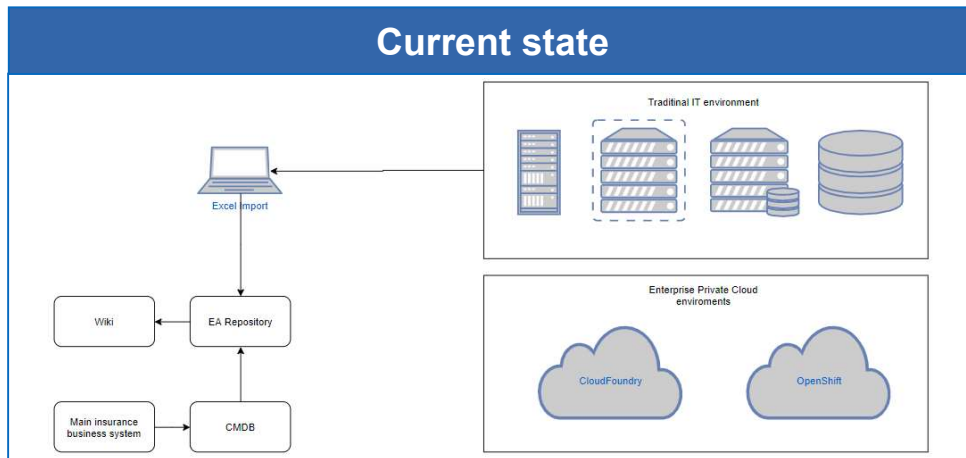 Current state
Traditinal IT environment
Excel Import
Enterprise Private Cloud
enviroments
Wiki
EA Repository
CloudFoundry
OpenShift
Main insurance
business system
CMDB